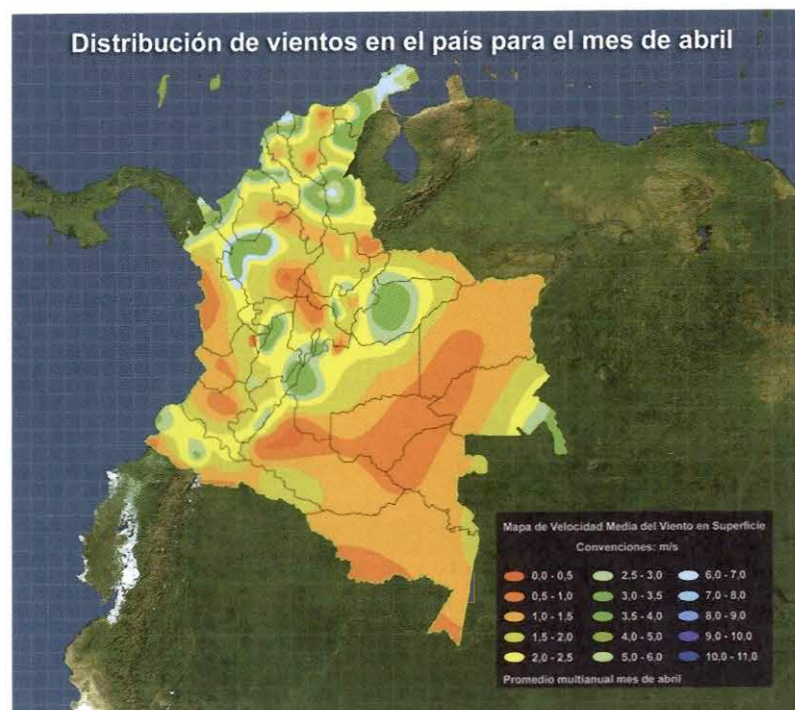 Distribución de vientos en el país para el mes de abril
Mapa de Velocidad Media del Viento en Superficie
Convenciones: m/s
0,0 - 0,5
2,5 - 3,0
6,0 - 7,0
0,5 - 1,0
3,0 - 3,5
7,0 - 8,0
1,0 - 1,5
3,5 - 4,0
8,0 - 9,0
1,5 - 2,0
4,0 - 5,0
9,0 - 10,0
2,0 - 2,5
5,0 - 6,0
10,0 - 11,0
Promedio multianual mes de abril